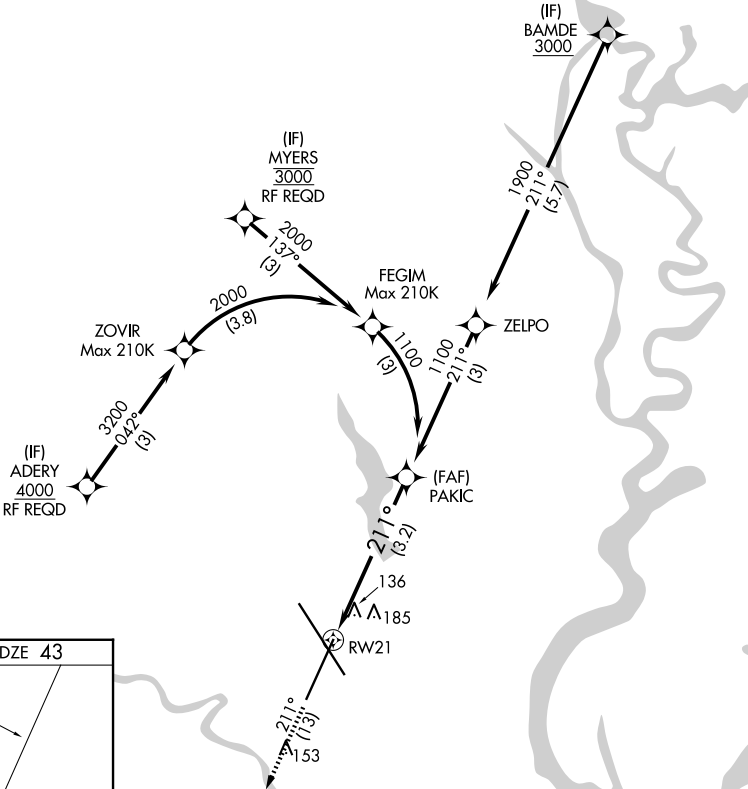 (IF)
BAMDE
3000
1900
211°
(5.7)
(IF)
MYERS
3000
RF REQD
2000
137°
(3)
FEGIM
Max 210K
2000
(3.8)
ZOVIR
Max 210K
1100
(3)
ZELPO
1100
211°
(3)
3200
042°
(3)
(IF)
ADERY
4000
RF REQD
(FAF)
PAKIC
211°
(3.2)
136
185
RW21
DZE 43
211°
(13)
153